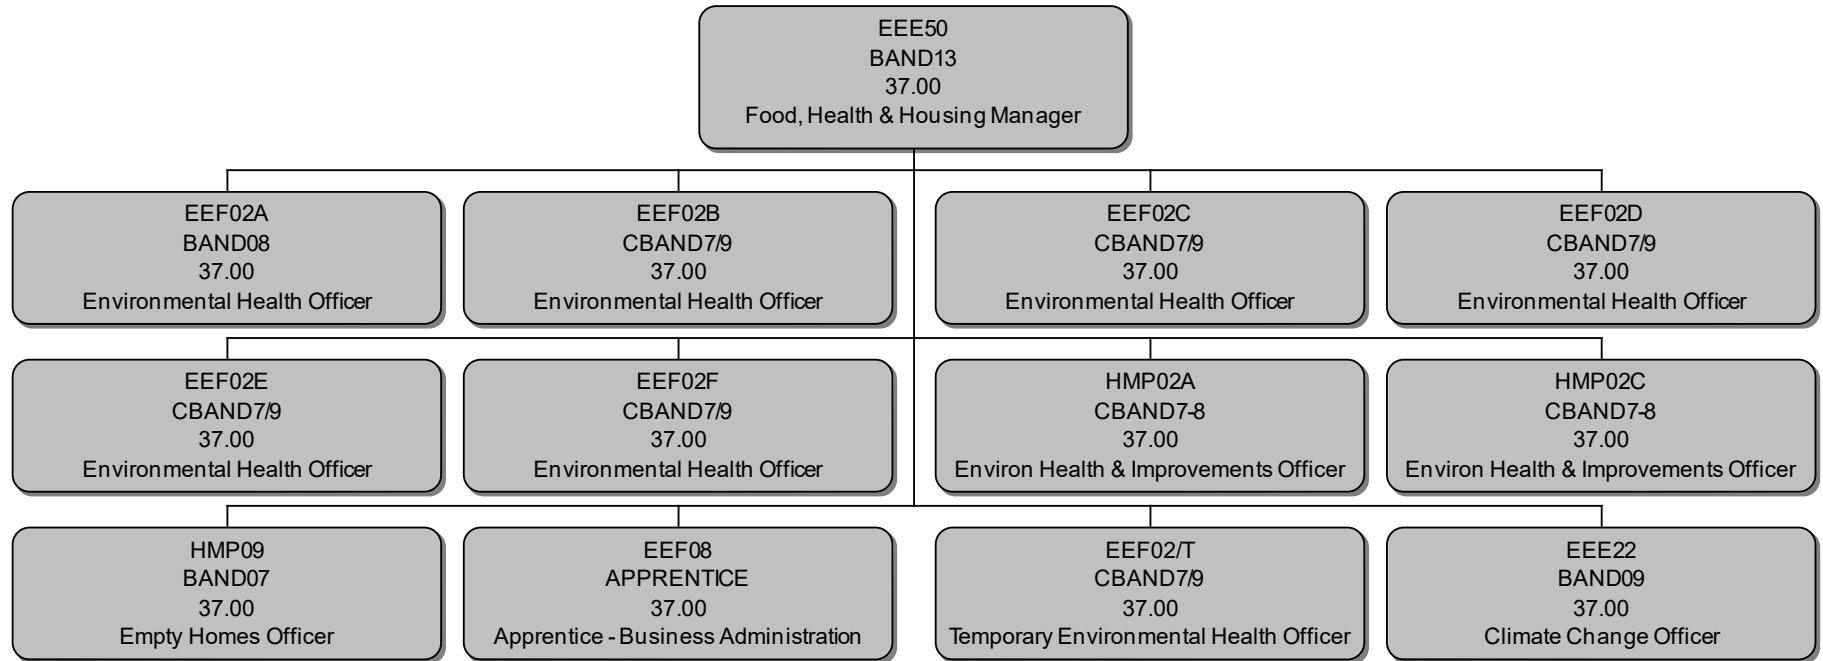 EEE50
BAND13
37.00
Food, Health & Housing Manager
EEF02A
BAND08
37.00
Environmental Health Officer
EEF02B
CBAND7/9
37.00
Environmental Health Officer
EEF02C
CBAND7/9
37.00
Environmental Health Officer
EEF02D
CBAND7/9
37.00
Environmental Health Officer
EEF02E
CBAND7/9
37.00
Environmental Health Officer
EEF02F
CBAND7/9
37.00
Environmental Health Officer
HMP02A
CBAND7-8
37.00
Environ Health & Improvements Officer
HMP02C
CBAND7-8
37.00
Environ Health & Improvements Officer
HMP09
BAND07
37.00
Empty Homes Officer
EEF08
APPRENTICE
37.00
Apprentice - Business Administration
EEF02/T
CBAND7/9
37.00
Temporary Environmental Health Officer
EEE22
BAND09
37.00
Climate Change Officer